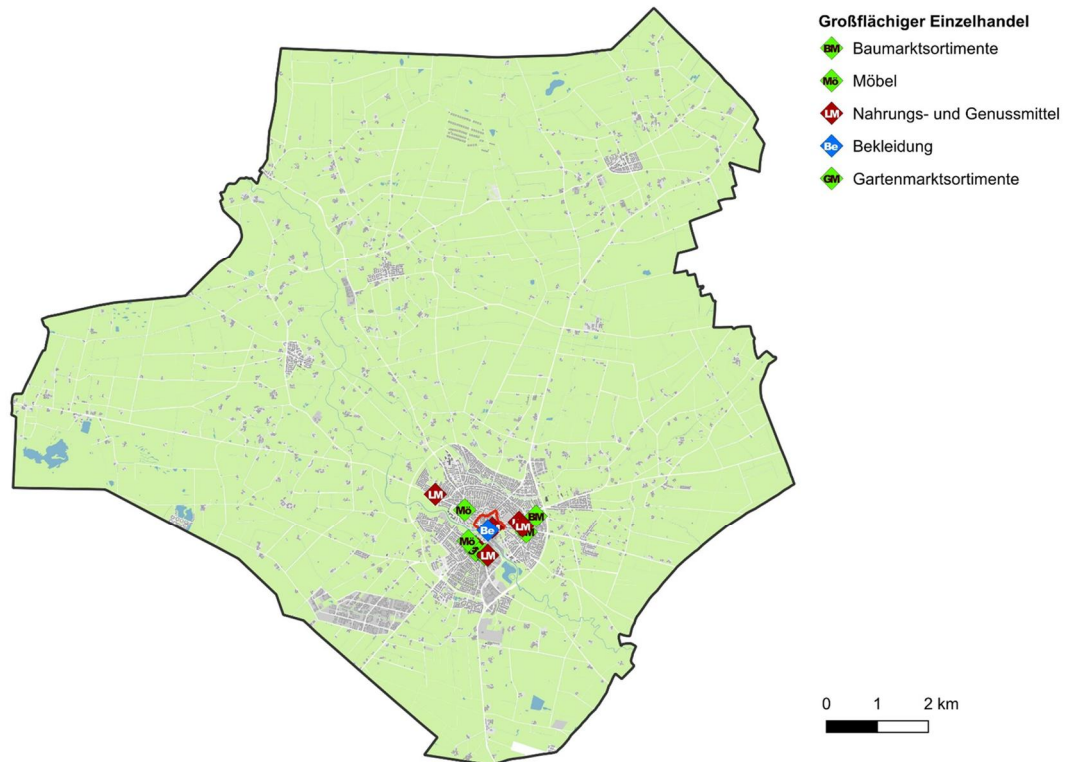 Großflächiger Einzelhandel
BM Baumarktsortimente
Mö Möbel
LM Nahrungs- und Genussmittel
Be Bekleidung
GM Gartenmarktsortimente
LM
Mö
BM
LM
Be
M
Mö
LM
0 1 2 km